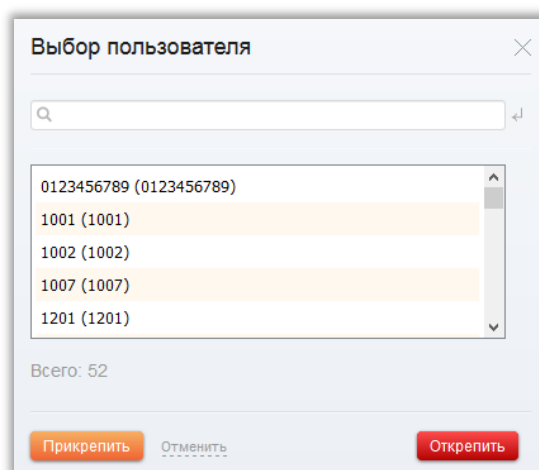 Выбор пользователя
0123456789 (0123456789)
1001 (1001)
1002 (1002)
1007 (1007)
1201 (1201)
Всего: 52
Прикрепить Отменить Открепить